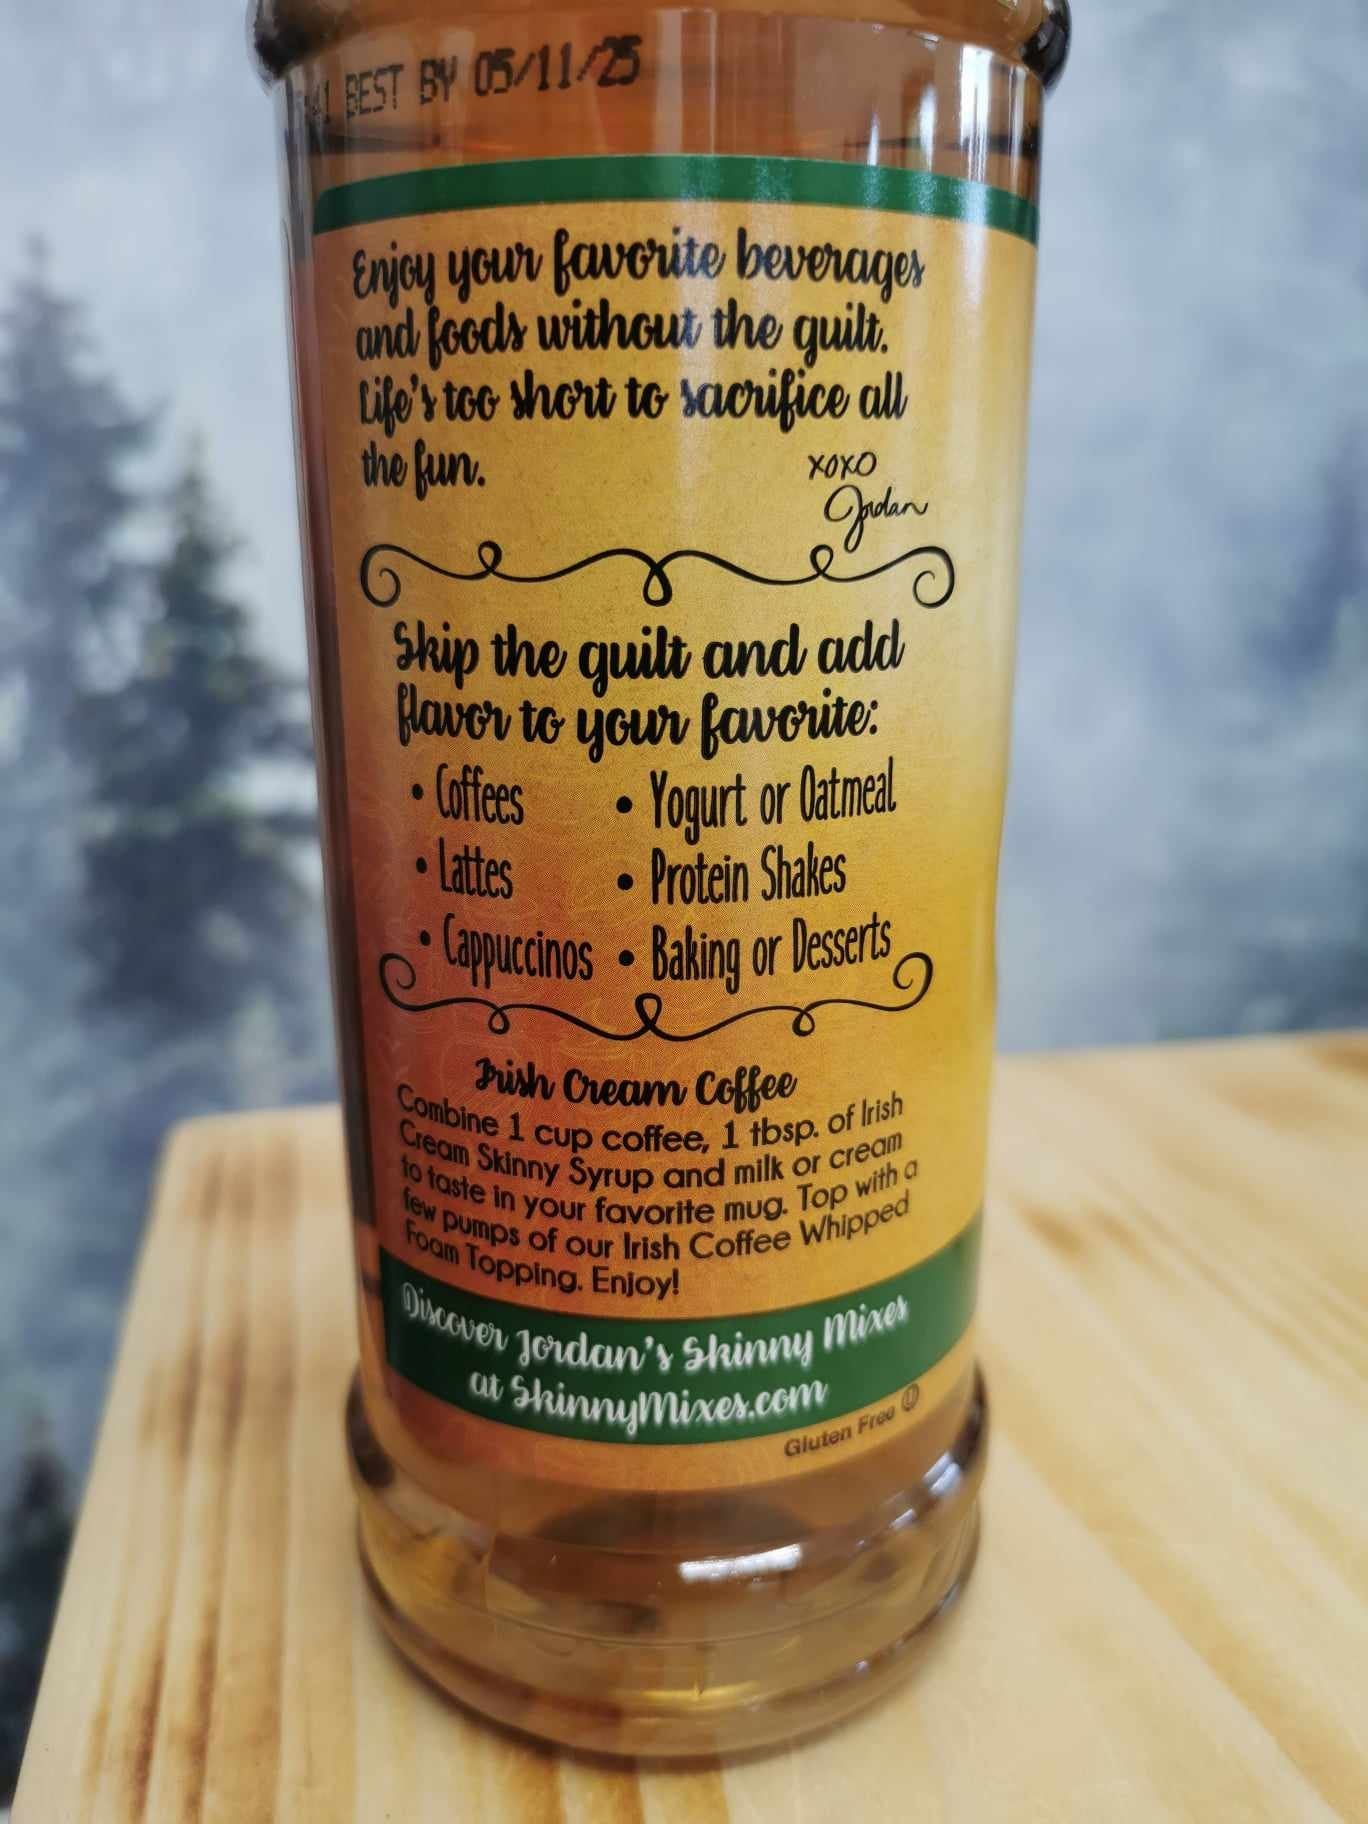 BEST BY 05/11/25
Enjoy your favorite beverages
and foods without the guilt.
Life's too short to sacrifice all
the fun.
xoxo
Jordan
Skip the guilt and add
flavor to your favorite:
• Coffees
• Yogurt or Oatmeal
• Lattes
• Protein Shakes
• Cappuccinos
• Baking or Desserts
Irish Cream Coffee
Combine 1 cup coffee, 1 tbsp. of Irish
Cream Skinny Syrup and milk or cream
to taste in your favorite mug. Top with a
few pumps of our Irish Coffee Whipped
Foam Topping. Enjoy!
Discover Jordan's Skinny Mixes
at SkinnyMixes.com
Gluten Free